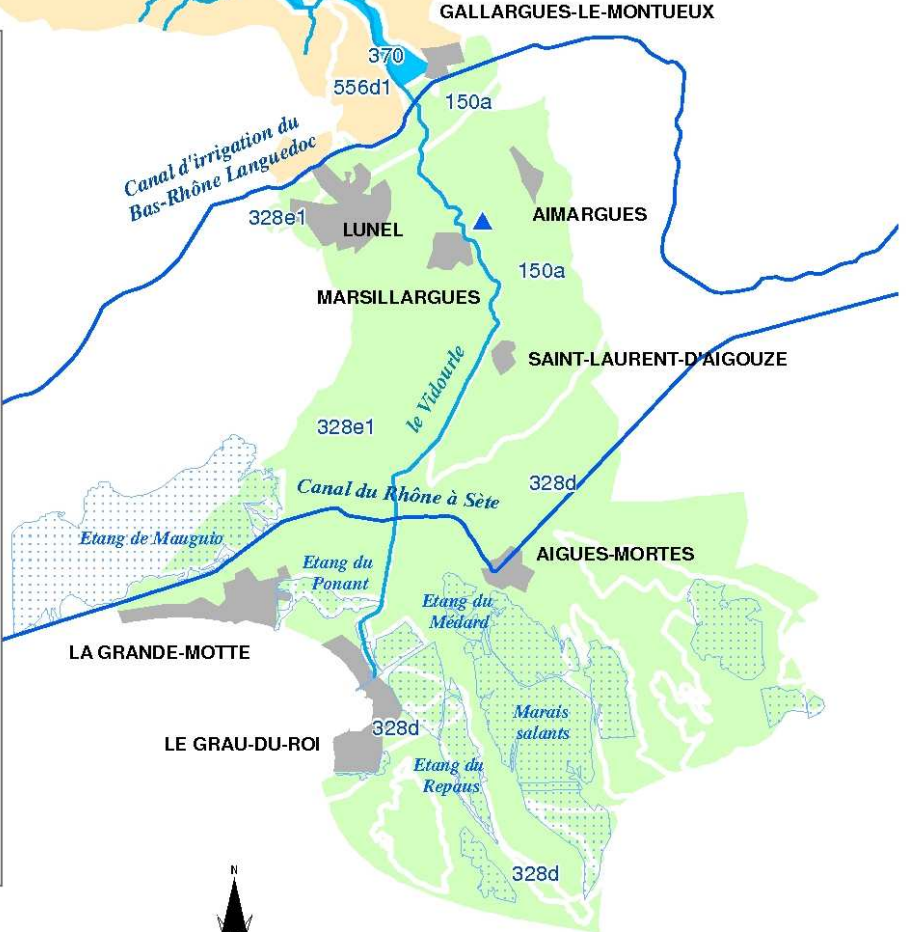 GALLARGUES-LE-MONTUEUX
370
556d1
150a
Canal d'irrigation du
Bas-Rhône Languedoc
328e1
LUNEL
AIMARGUES
150a
MARSILLARGUES
le Vidourle
SAINT-LAURENT-D'AIGOUZE
328e1
328d
Canal du Rhône à Sète
Etang de Mauguio
Etang du
Ponant
AIGUES-MORTES
Etang du
Médard
LA GRANDE-MOTTE
Marais
salants
328d
LE GRAU-DU-ROI
Etang du
Repaus
328d
N